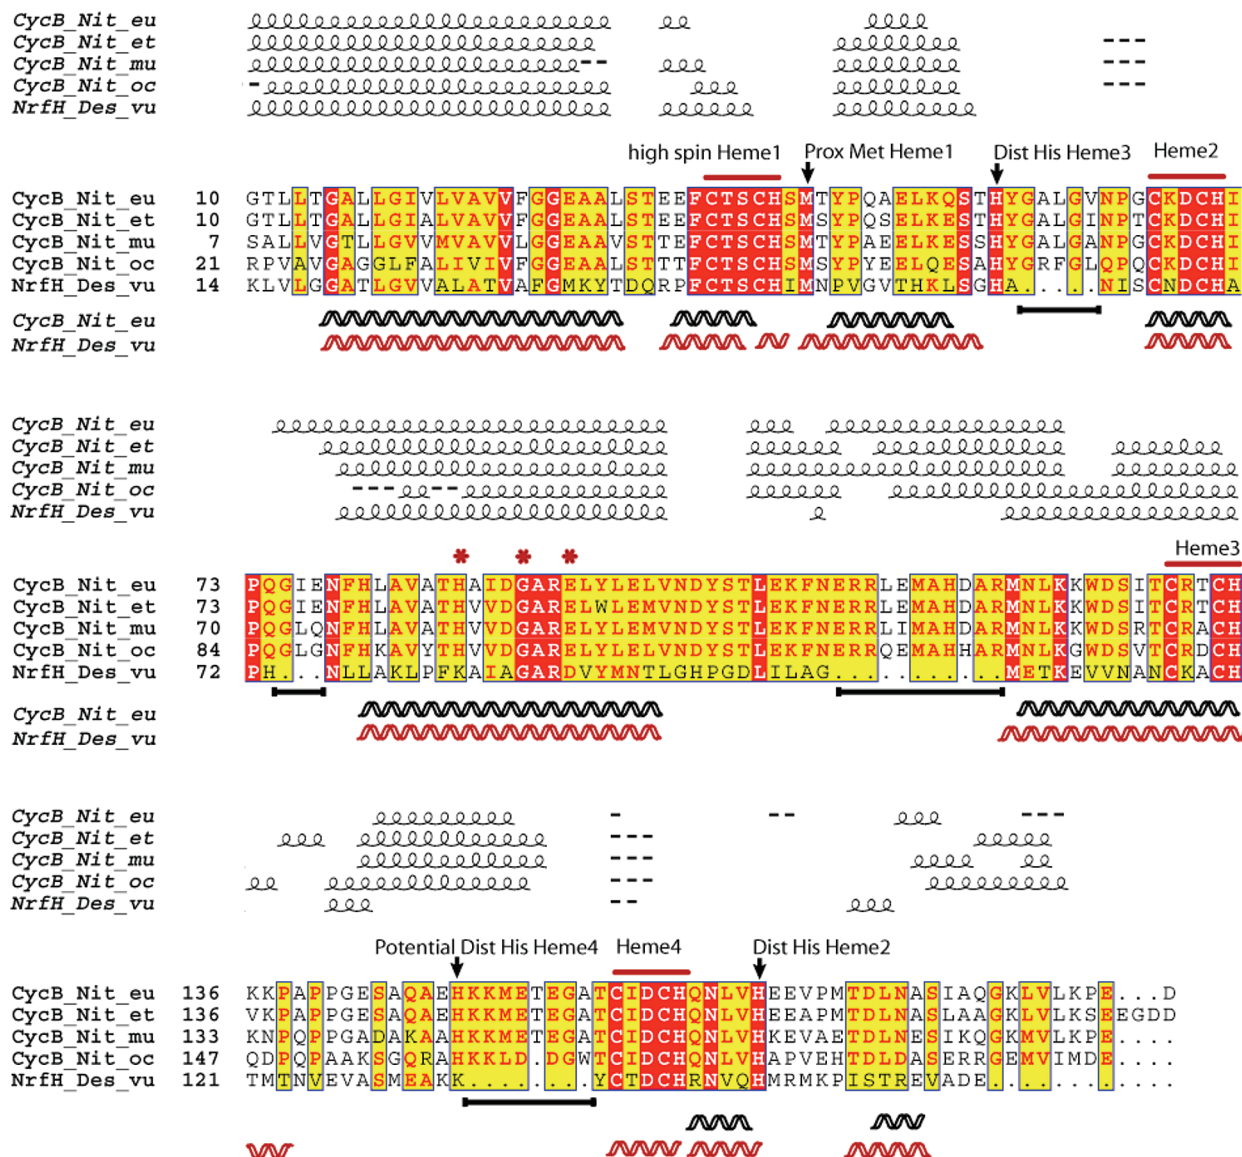 CycB_Nit_eu
CycB_Nit_et
CycB_Nit_mu
CycB_Nit_oc
NrfH_Des_vu
high spin Heme1 Prox Met Heme1 Dist His Heme3 Heme2
CycB_Nit_eu 10 GTLLTGALLGIVLVAVVFGGEAALSTEEFCTSCHSMTYPQAELKQSTHYGALGVNPGCKDCHI
CycB_Nit_et 10 GTLLTGALLGIVLVAVVFGGEAALSTEEFCTSCHSMSYPQSELKQSTHYGALGVNPGCKDCHI
CycB_Nit_mu 7 SALLVGTLLGVVMVAVVLGGEAAVSTTEFCTSCHSMTYPAEELKESSHYGALGANPGCKDCHI
CycB_Nit_oc 21 RPVAVGAGGLFALIVIVFGGEAALSTTTFCTSCHSMSYPYEELQESAHYGRFGLQPQCKDCHI
NrfH_Des_vu 14 KLVLGGATLGVVALATVAFGMKYTDQRPFCTSCHIMNPVGVTHKLSGHA.....NISCNDCHA
CycB_Nit_eu
NrfH_Des_vu
CycB_Nit_eu
CycB_Nit_et
CycB_Nit_mu
CycB_Nit_oc
NrfH_Des_vu
* * * Heme3
CycB_Nit_eu 73 PQGIENFHLAVATHAIDGARELYLELVNDYSTLEKFNERRLEMAHDARMNLKKWDSITCRTCH
CycB_Nit_et 73 PQGIENFHLAVATHVVDGARELWLEMVNDYSTLEKFNERRLEMAHDARMNLKKWDSITCRTCH
CycB_Nit_mu 70 PQGLQNFHLAVATHVVDGARELYLEMVNDYSTLEKFNERRLIMAHDARMNLKKWDSRTCRACH
CycB_Nit_oc 84 PQGLGNFHKAVYTHVVDGARELYLEMVNDYSTLEKFNERRQEMAHHARMNLKGWDSVTCRDCH
NrfH_Des_vu 72 PH...NLLAKLPFKAIAGARDVYMNTLGHPGDLILAG...........METKEVVNANCKACH
CycB_Nit_eu
NrfH_Des_vu
CycB_Nit_eu
CycB_Nit_et
CycB_Nit_mu
CycB_Nit_oc
NrfH_Des_vu
Potential Dist His Heme4 Heme4 Dist His Heme2
CycB_Nit_eu 136 KKPAPPGESAQAEHKKMETEGATCIDCHQNLVHEEVPMTDLNASIAQGKLVLKPE...D
CycB_Nit_et 136 VKPAPPGESAQAEHKKMETEGATCIDCHQNLVHEEAPMTDLNASLAAGKLVLKSEEGDD
CycB_Nit_mu 133 KNPQPPGADAKAAHKKMETEGATCIDCHQNLVHKEVAETDLNESIKQGKMVLKPE....
CycB_Nit_oc 147 QDPQPAAKSGQRAHKKLD.DGWTCIDCHQNLVHAPVEHTDLDASERRGEMVIMDE....
NrfH_Des_vu 121 TMTNVEVASMEAKK........YCTDCHRNVQHMRMKPISTREVADE............